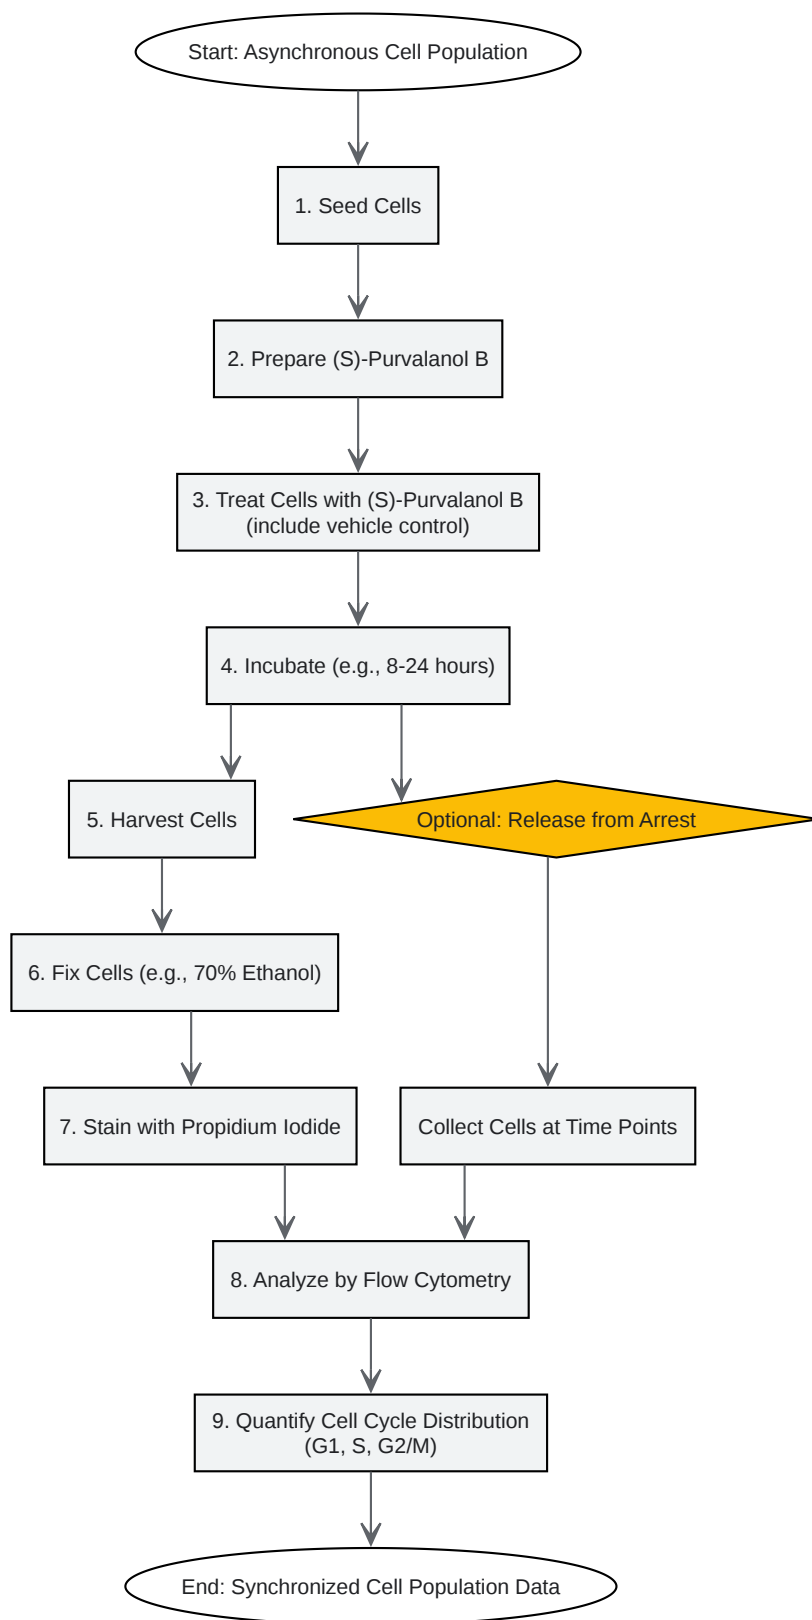 Start: Asynchronous Cell Population
1. Seed Cells
2. Prepare (S)-Purvalanol B
3. Treat Cells with (S)-Purvalanol B
(include vehicle control)
4. Incubate (e.g., 8-24 hours)
5. Harvest Cells
Optional: Release from Arrest
6. Fix Cells (e.g., 70% Ethanol)
7. Stain with Propidium Iodide
Collect Cells at Time Points
8. Analyze by Flow Cytometry
9. Quantify Cell Cycle Distribution
(G1, S, G2/M)
End: Synchronized Cell Population Data